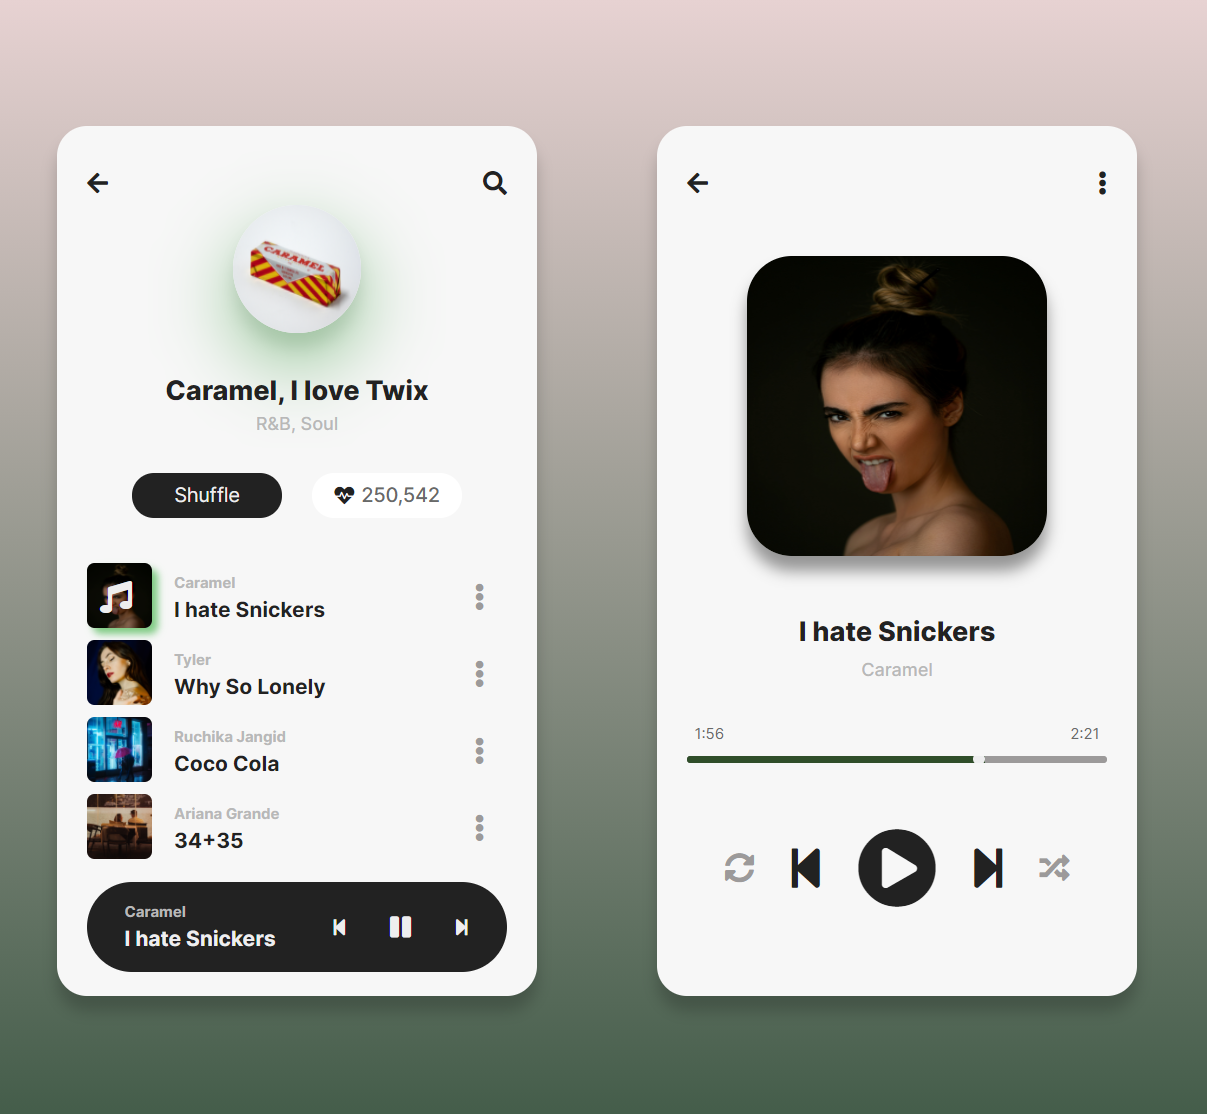 CARAMEL
Caramel, I love Twix
R&B, Soul
Shuffle
250,542
Caramel
I hate Snickers
Tyler
Why So Lonely
Ruchika Jangid
Coco Cola
Ariana Grande
34+35
Caramel
I hate Snickers
I hate Snickers
Caramel
1:56
2:21